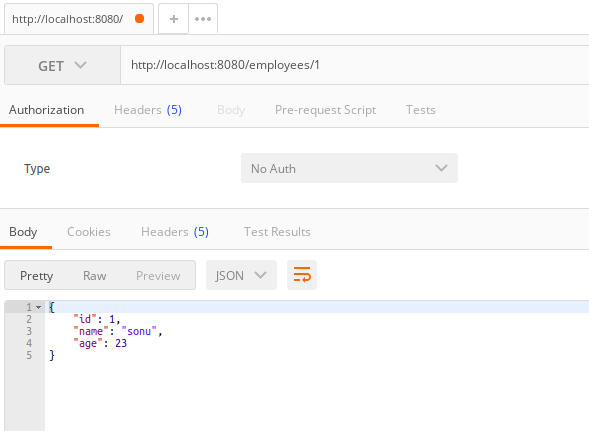 http://localhost:8080/ + •••
GET http://localhost:8080/employees/1
Authorization Headers (5) Body Pre-request Script Tests
Type No Auth
Body Cookies Headers (5) Test Results
Pretty Raw Preview JSON
1 {
2 "id": 1,
3 "name": "sonu",
4 "age": 23
5 }